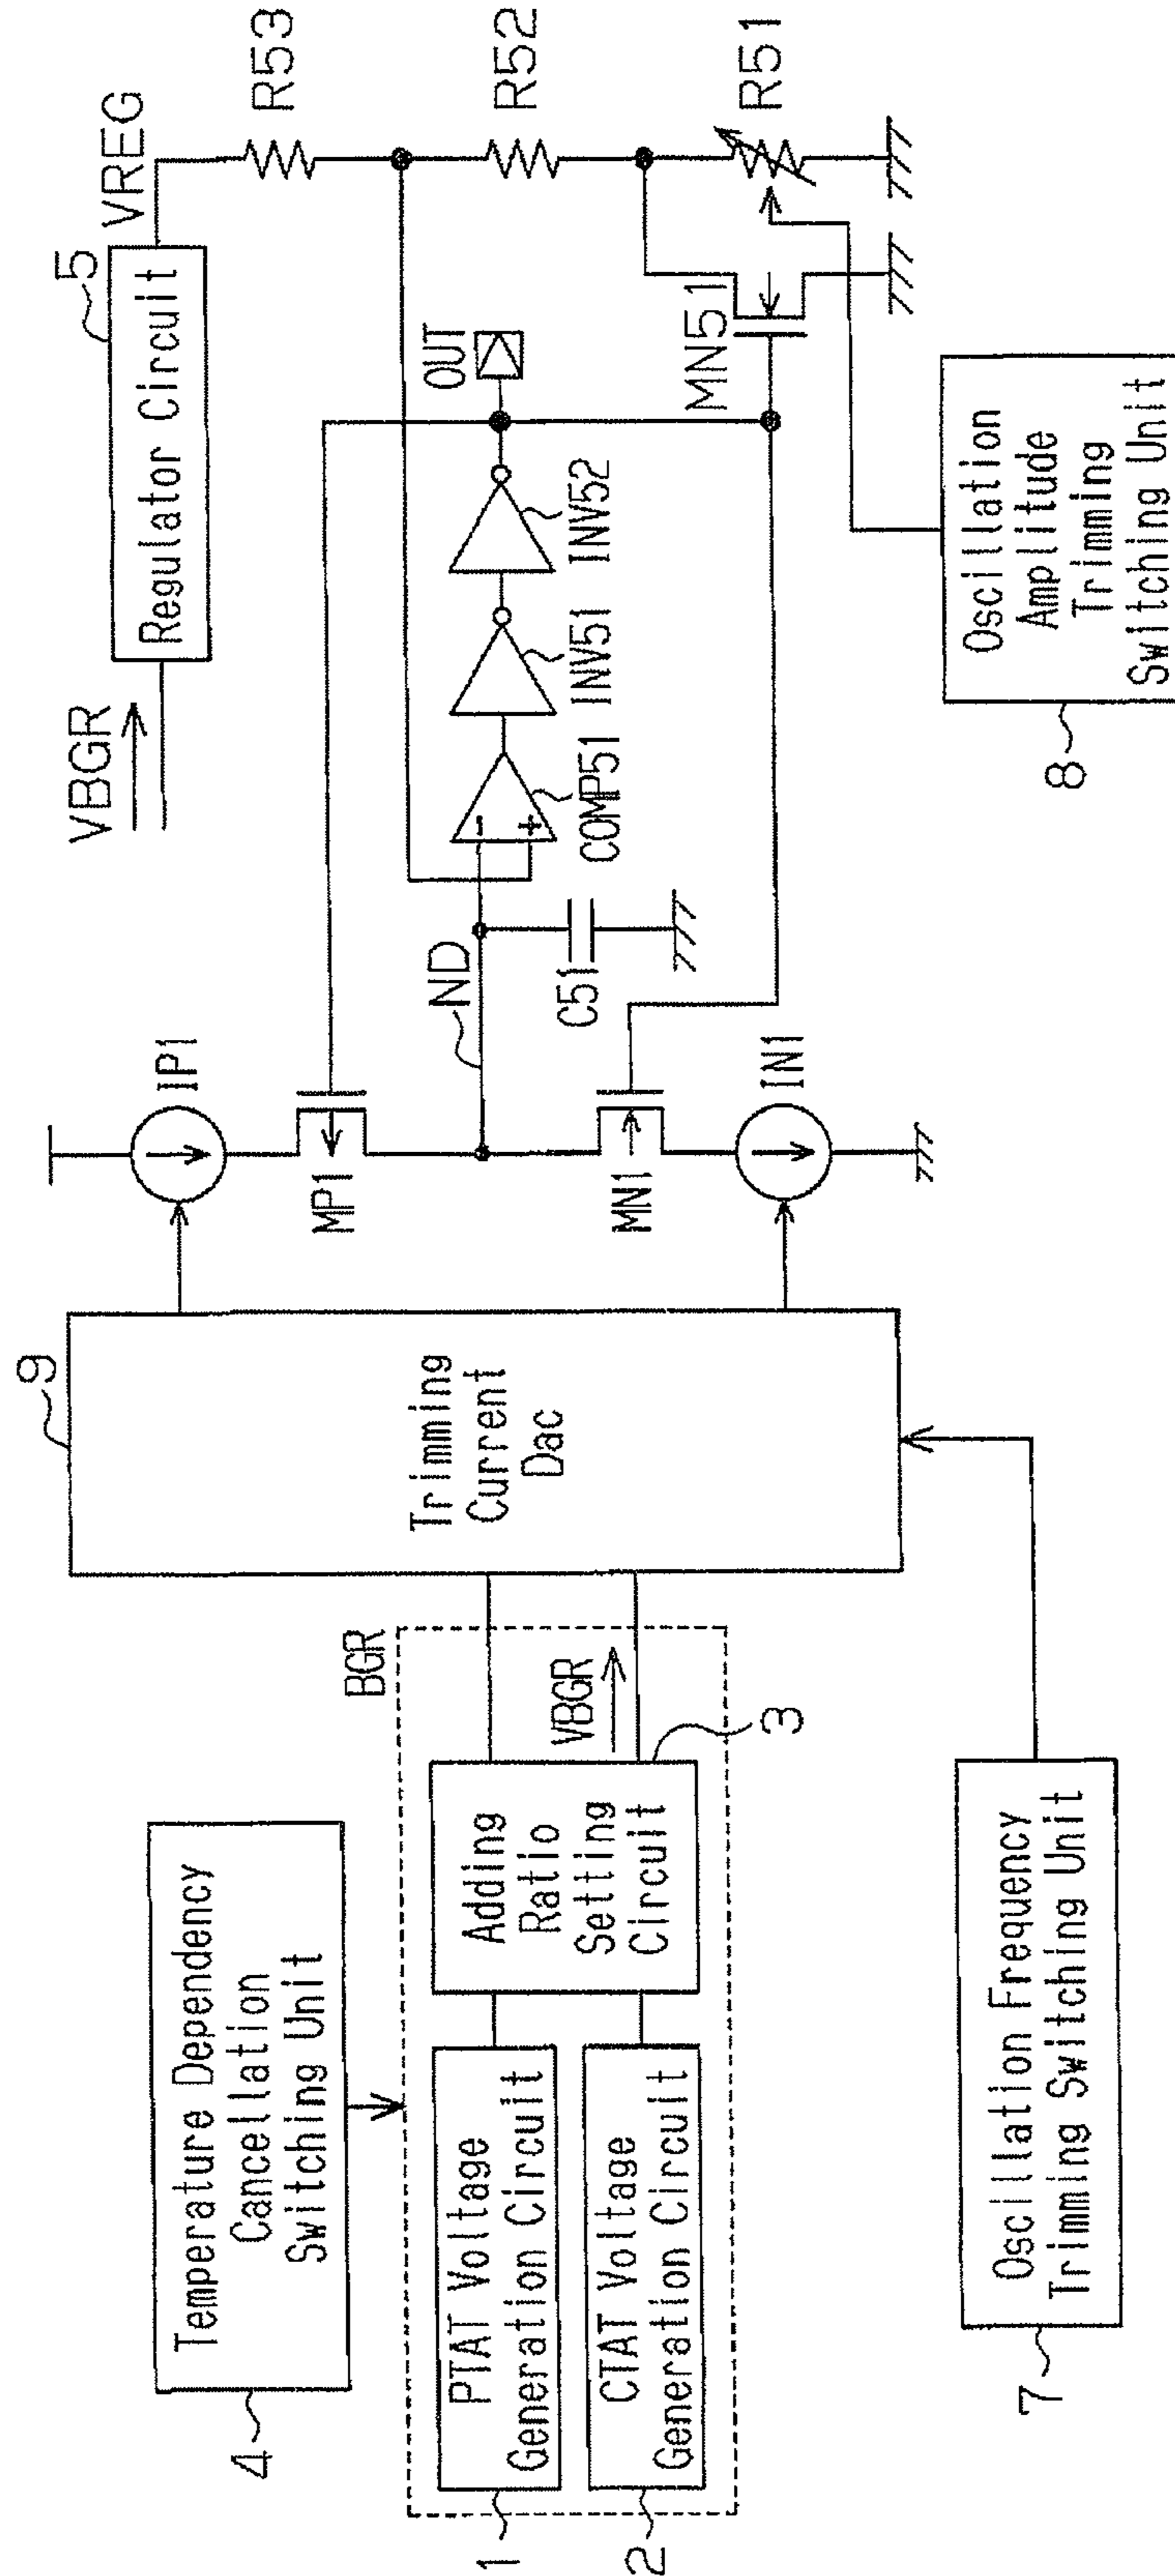 4
Temperature Dependency
Cancellation
Switching Unit
BGR
1
PTAT Voltage
Generation Circuit
2
CTAT Voltage
Generation Circuit
Adding
Ratio
Setting
Circuit
3
VBGR
7
Oscillation Frequency
Trimming Switching Unit
9
Trimming
Current
Dac
IP1
MP1
ND
MN1
IN1
C51
COMP51
-
+
INV51
INV52
OUT
VBGR
5
Regulator Circuit
VREG
R53
R52
R51
MN51
8
Oscillation
Amplitude
Trimming
Switching Unit